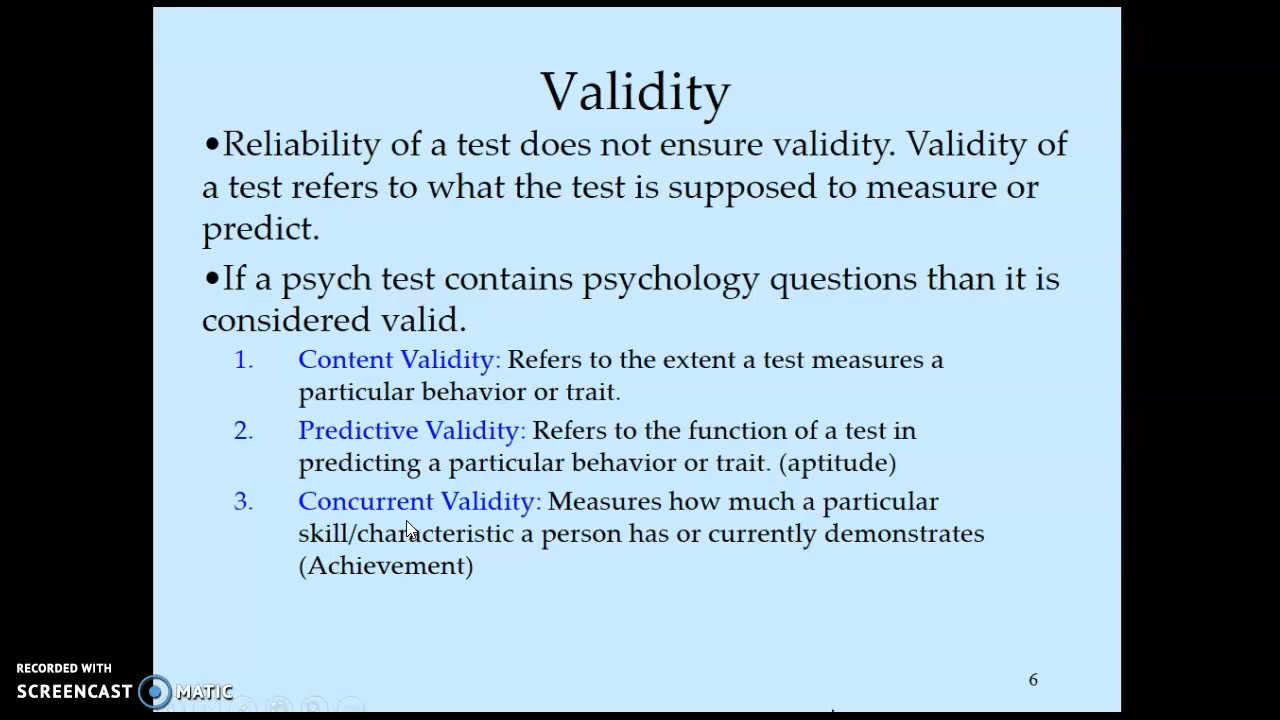 Validity
•Reliability of a test does not ensure validity. Validity of
a test refers to what the test is supposed to measure or
predict.
•If a psych test contains psychology questions than it is
considered valid.
1. Content Validity: Refers to the extent a test measures a
particular behavior or trait.
2. Predictive Validity: Refers to the function of a test in
predicting a particular behavior or trait. (aptitude)
3. Concurrent Validity: Measures how much a particular
skill/characteristic a person has or currently demonstrates
(Achievement)
6
RECORDED WITH
SCREENCAST MATIC